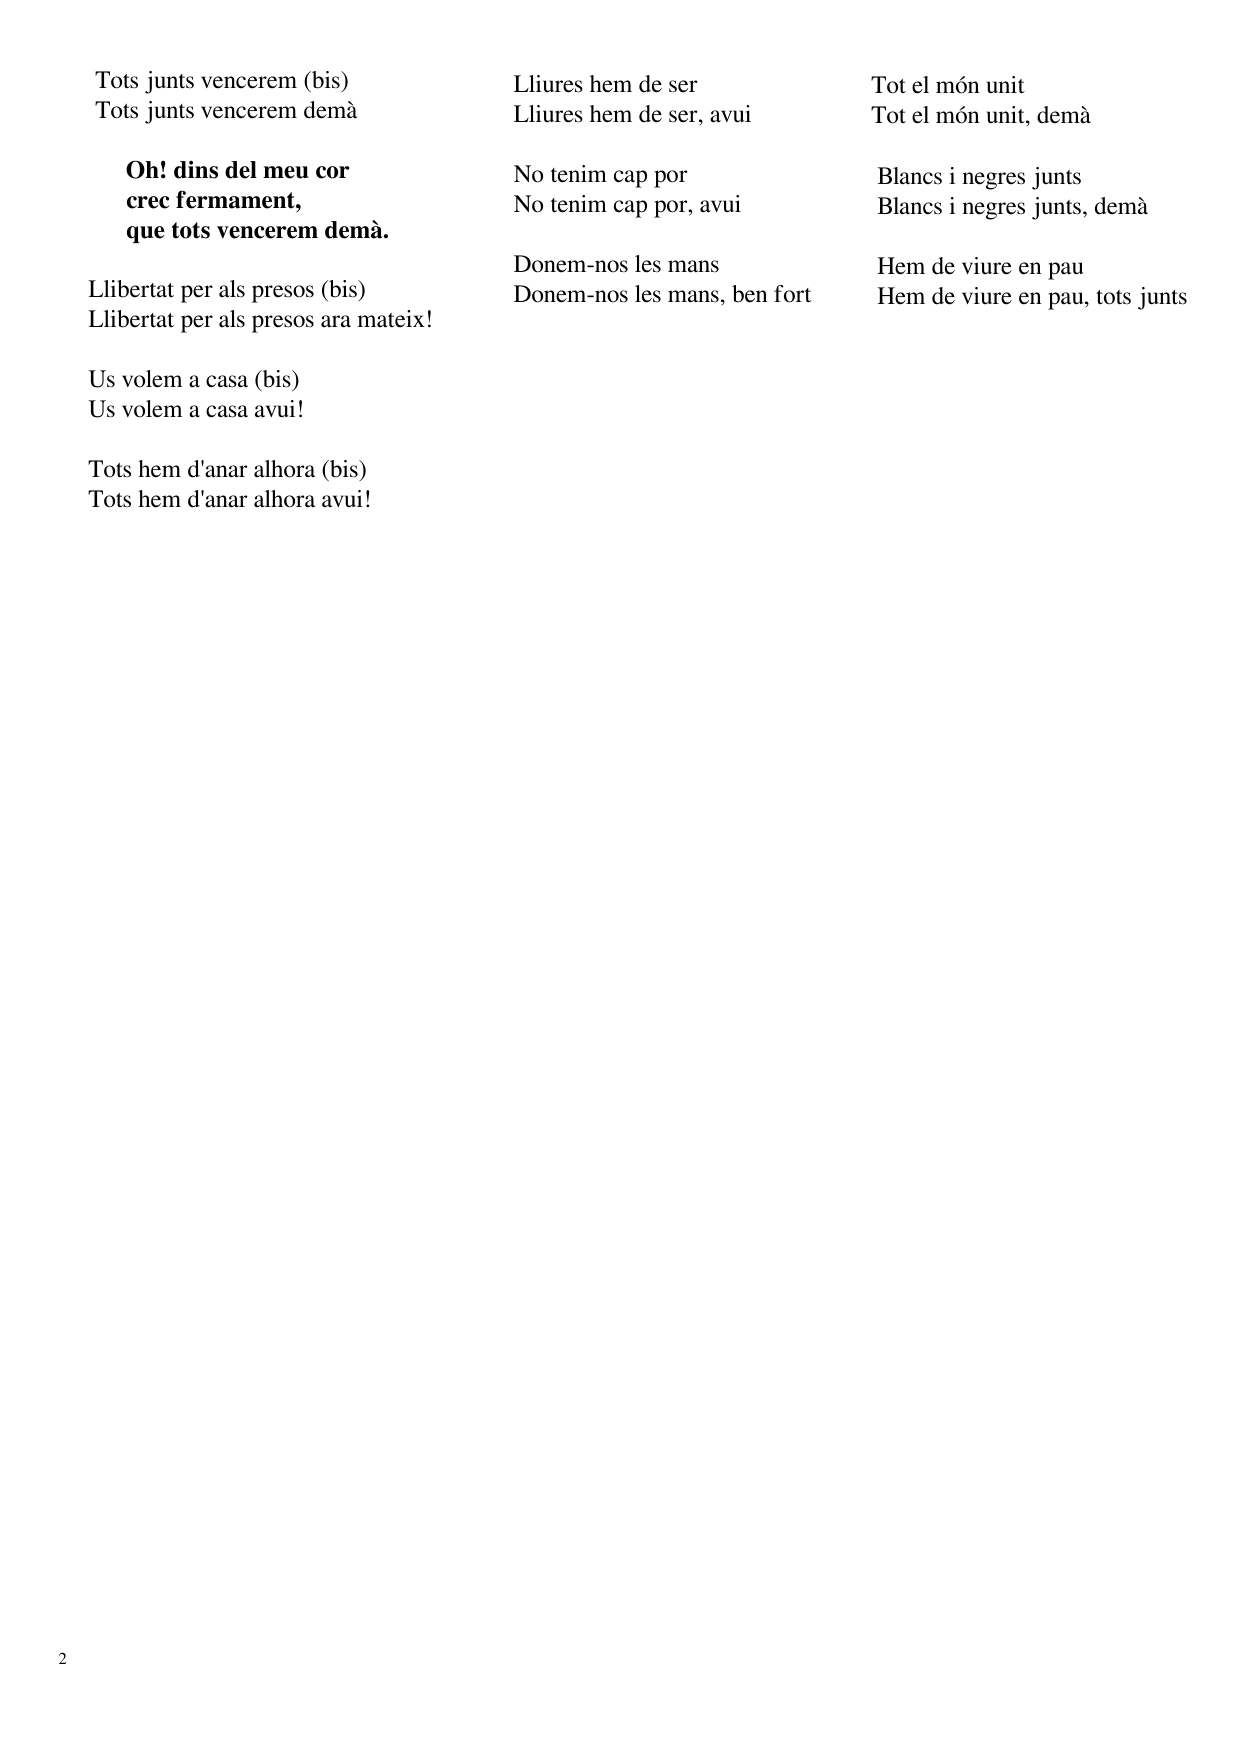 Tots junts vencerem (bis)
Tots junts vencerem demà
Oh! dins del meu cor
crec fermament,
que tots vencerem demà.
Llibertat per als presos (bis)
Llibertat per als presos ara mateix!
Us volem a casa (bis)
Us volem a casa avui!
Tots hem d'anar alhora (bis)
Tots hem d'anar alhora avui!
Lliures hem de ser
Lliures hem de ser, avui
No tenim cap por
No tenim cap por, avui
Donem-nos les mans
Donem-nos les mans, ben fort
Tot el món unit
Tot el món unit, demà
Blancs i negres junts
Blancs i negres junts, demà
Hem de viure en pau
Hem de viure en pau, tots junts
2